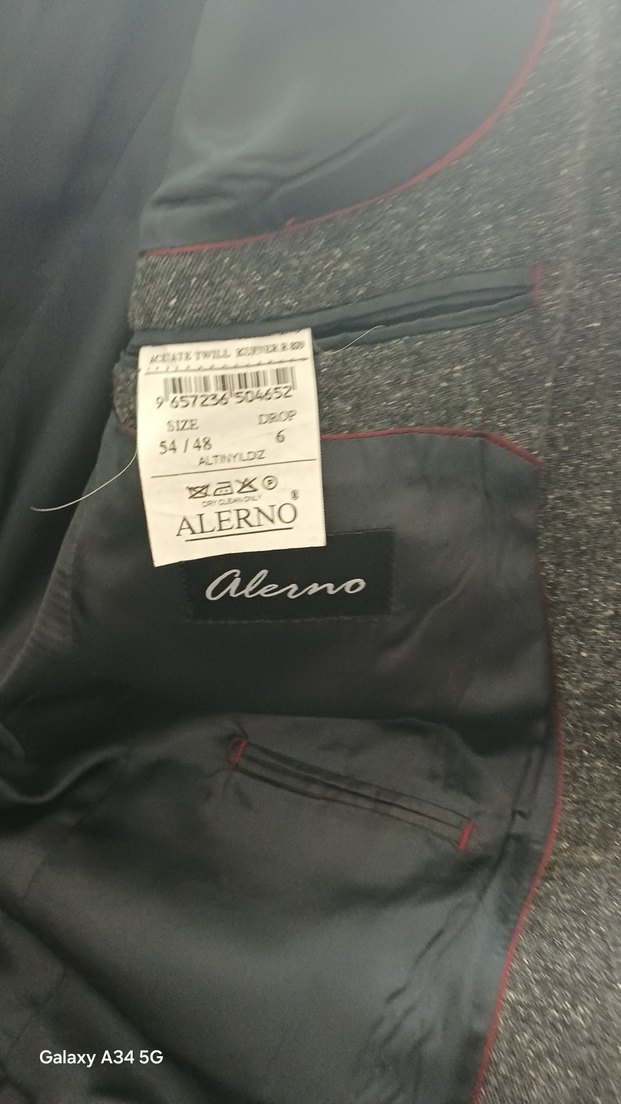 ACETATE TWILL KUFNER B 820
9 657236 504652
SIZE DROP
54 / 48 6
ALTINYILDIZ
P
DRY CLEAN ONLY
ALERNO®
Alerno
Galaxy A34 5G